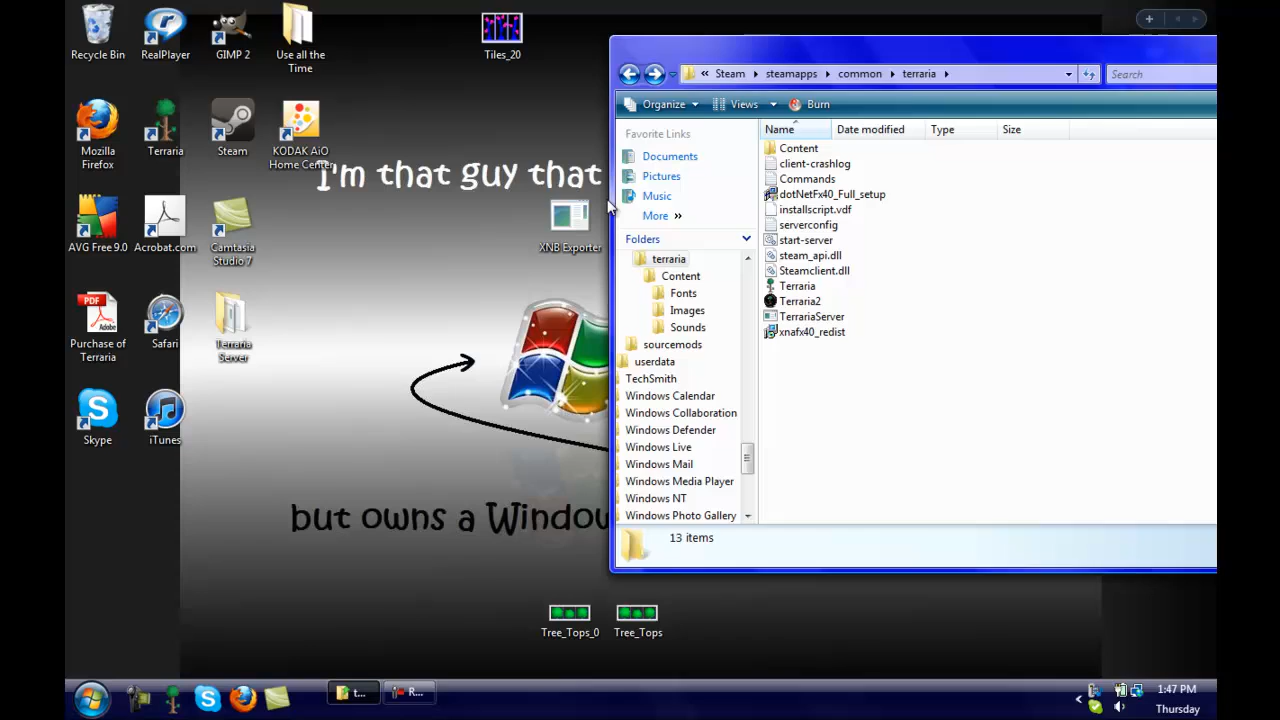 Recycle Bin
RealPlayer
GIMP 2
Use all the
Time
Tiles_20
Mozilla
Firefox
Terraria
Steam
KODAK AiO
Home Center
I'm that guy that
AVG Free 9.0
Acrobat.com
Camtasia
Studio 7
XNB Exporter
PDF
Purchase of
Terraria
Safari
Terraria
Server
Skype
iTunes
but owns a Window
Tree_Tops_0
Tree_Tops
« Steam
steamapps
common
terraria
Search
Organize
Views
Burn
Favorite Links
Documents
Pictures
Music
More »
Folders
terraria
Content
Fonts
Images
Sounds
sourcemods
userdata
TechSmith
Windows Calendar
Windows Collaboration
Windows Defender
Windows Live
Windows Mail
Windows Media Player
Windows NT
Windows Photo Gallery
Name
Date modified
Type
Size
Content
client-crashlog
Commands
dotNetFx40_Full_setup
installscript.vdf
serverconfig
start-server
steam_api.dll
Steamclient.dll
Terraria
Terraria2
TerrariaServer
xnafx40_redist
13 items
t...
R...
1:47 PM
Thursday